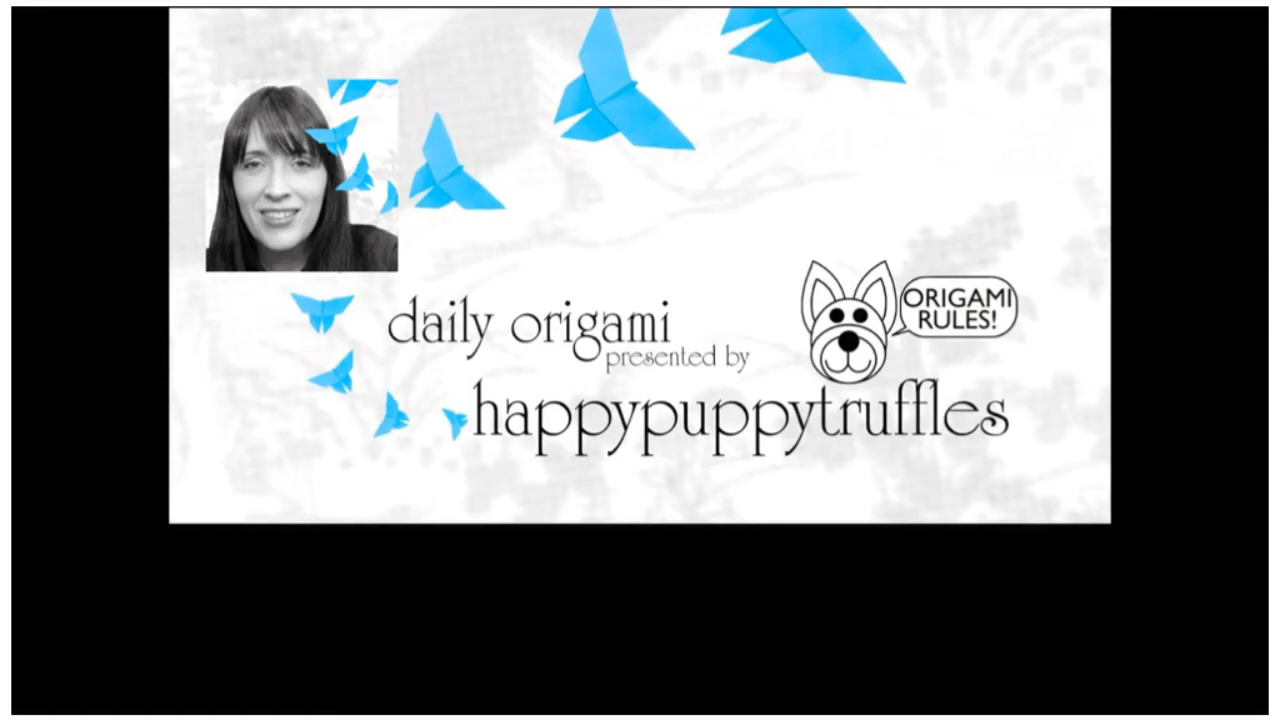 daily origami
presented by
ORIGAMI
RULES!
happypuppytruffles